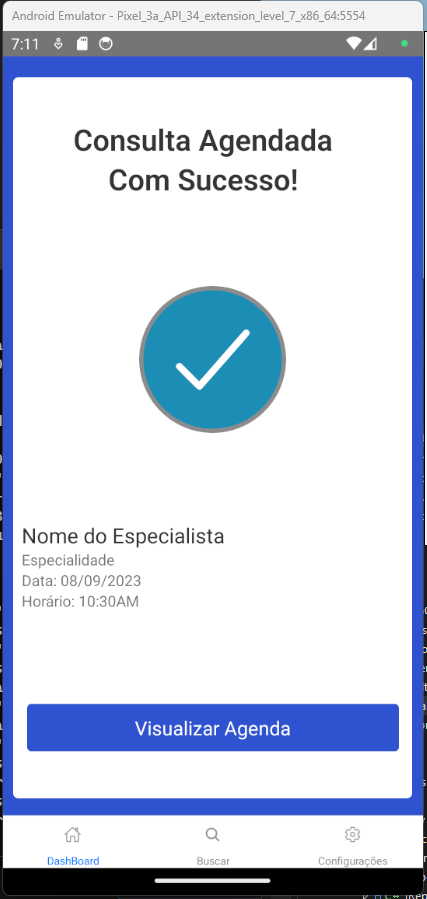 Android Emulator - Pixel_3a_API_34_extension_level_7_x86_64:5554
7:11
Consulta Agendada
Com Sucesso!
Nome do Especialista
Especialidade
Data: 08/09/2023
Horário: 10:30AM
Visualizar Agenda
DashBoard
Buscar
Configurações